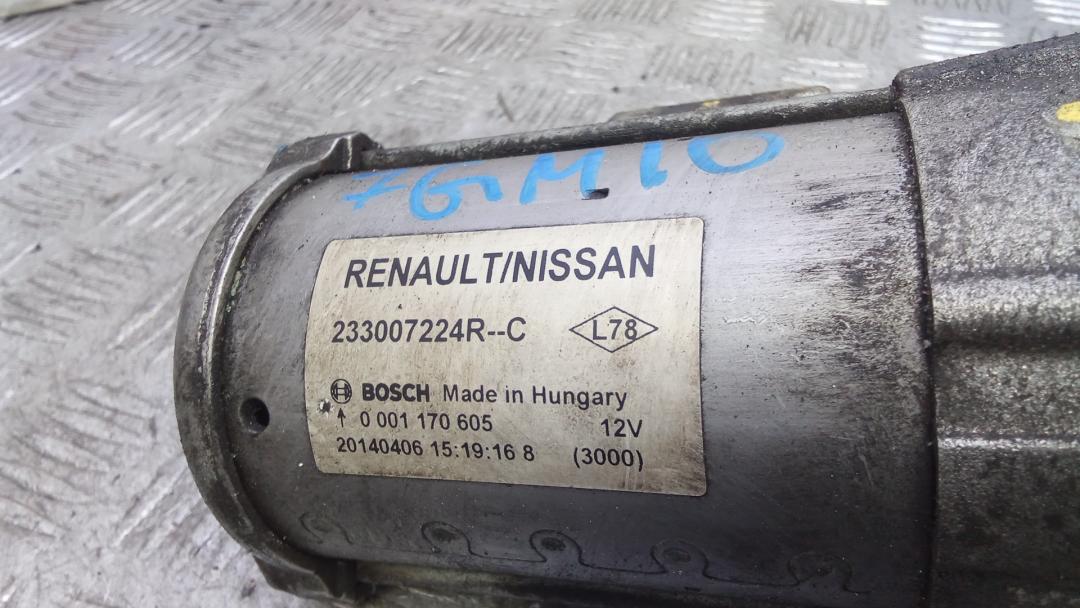 7GM10
RENAULT/NISSAN
233007224R--C L78
BOSCH Made in Hungary
↑ 0 001 170 605 12V
20140406 15:19:16 8 (3000)